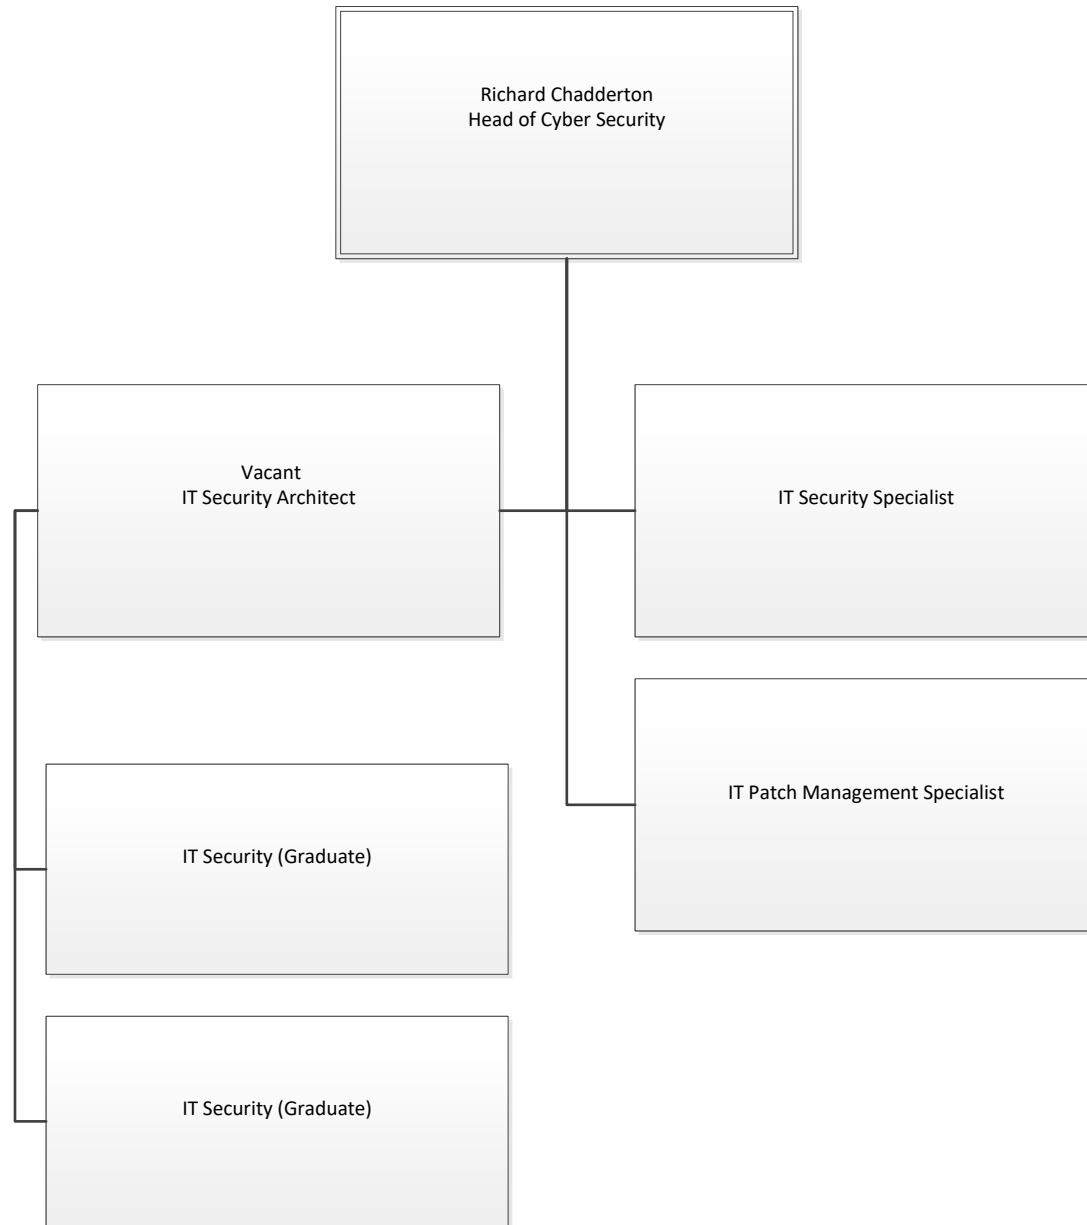 Richard Chadderton
Head of Cyber Security
Vacant
IT Security Architect
IT Security Specialist
IT Patch Management Specialist
IT Security (Graduate)
IT Security (Graduate)